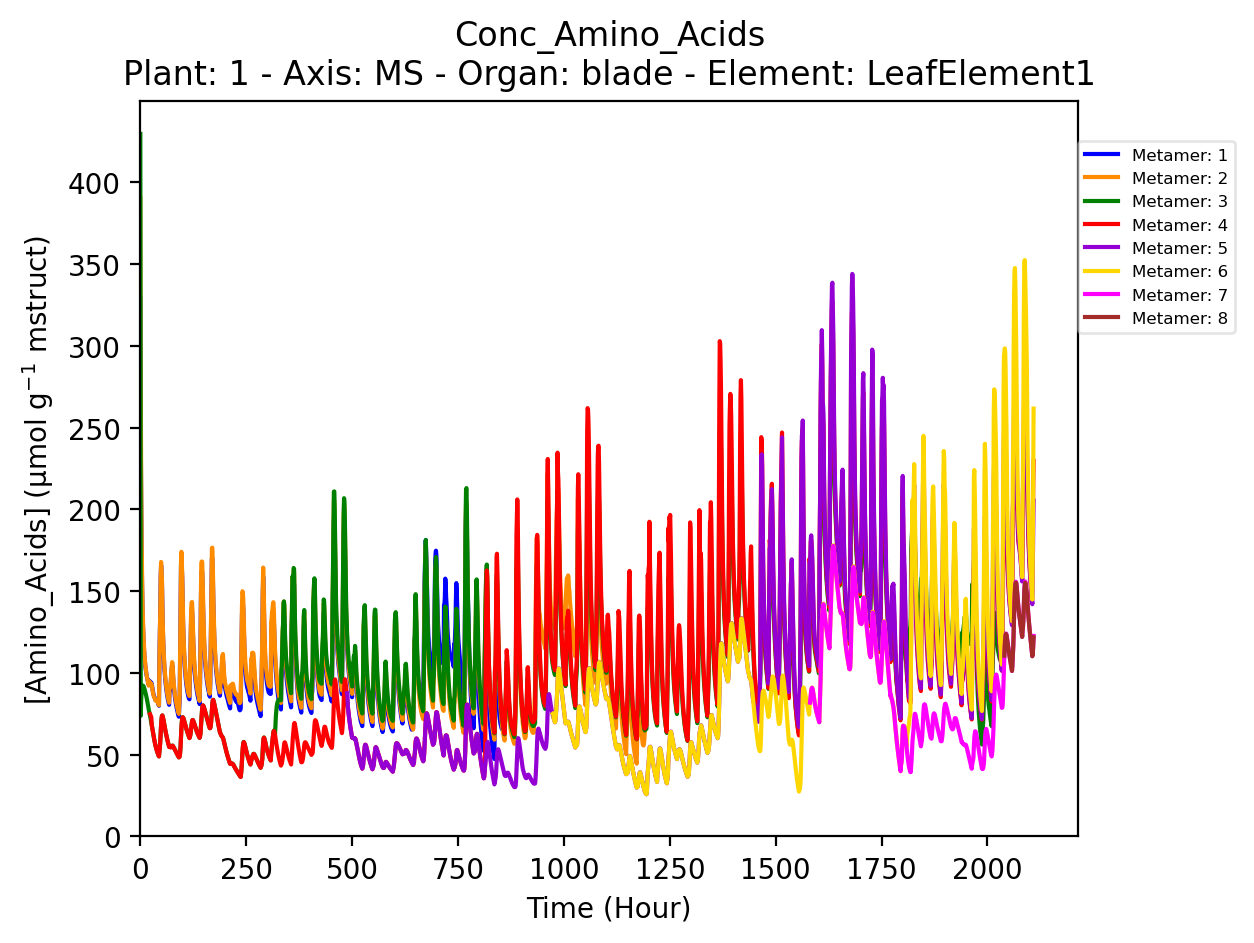 Conc_Amino_Acids
Plant: 1 - Axis: MS - Organ: blade - Element: LeafElement1
[Amino_Acids] (µmol g⁻¹ mstruct)
400
350
300
250
200
150
100
50
0
0 250 500 750 1000 1250 1500 1750 2000
Time (Hour)
Metamer: 1
Metamer: 2
Metamer: 3
Metamer: 4
Metamer: 5
Metamer: 6
Metamer: 7
Metamer: 8